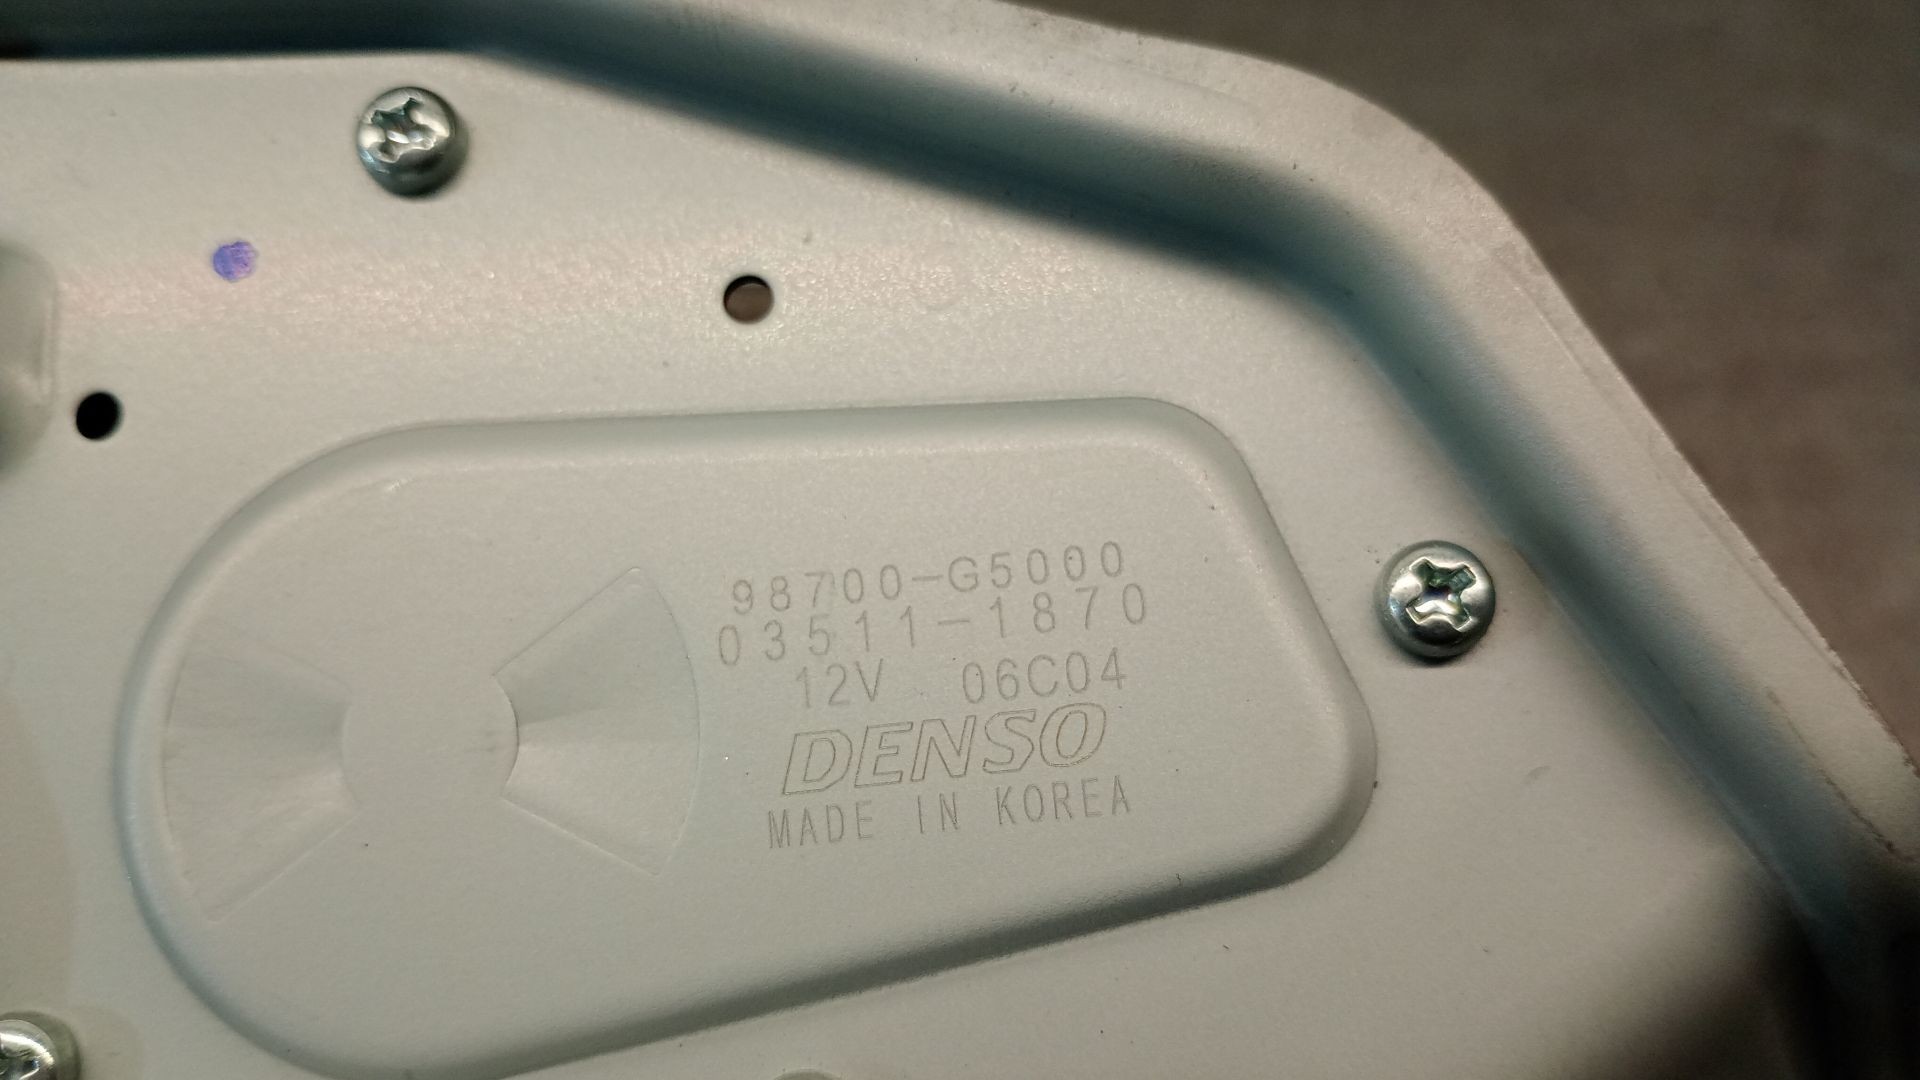 98700-G5000
03511-1870
12V 06C04
DENSO
MADE IN KOREA